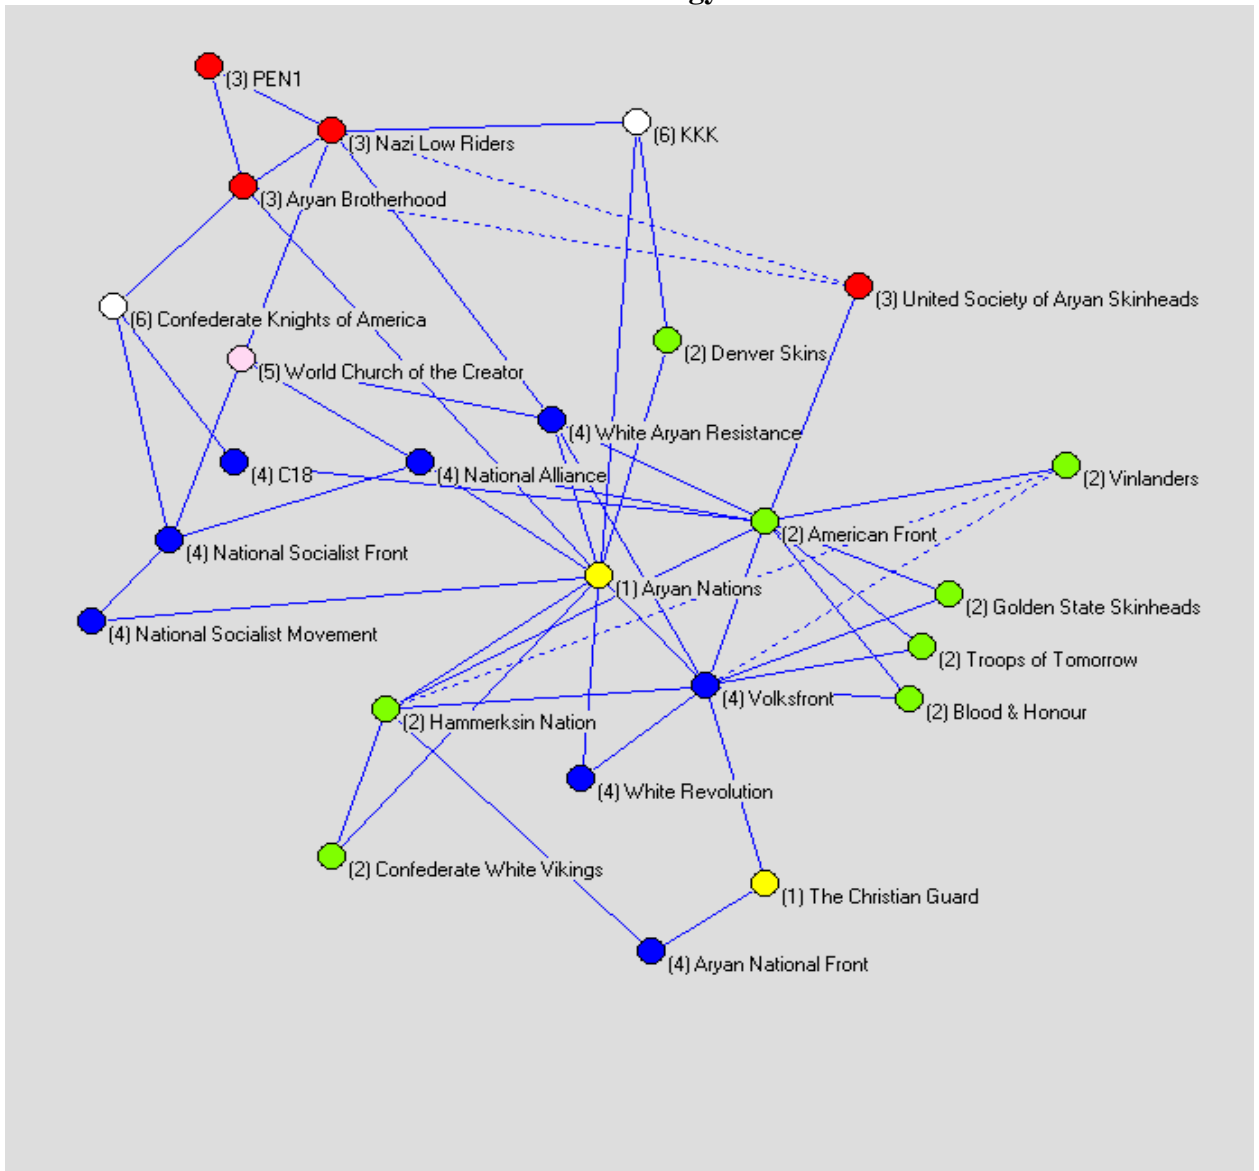 gy
(3) PEN1
(6) KKK
(3) Nazi Low Riders
(3) Aryan Brotherhood
(3) United Society of Aryan Skinheads
(6) Confederate Knights of America
(2) Denver Skins
(5) World Church of the Creator
(4) White Aryan Resistance
(4) C18
(4) National Alliance
(2) Vinlanders
(2) American Front
(4) National Socialist Front
(1) Aryan Nations
(2) Golden State Skinheads
(4) National Socialist Movement
(2) Troops of Tomorrow
(4) Volksfront
(2) Blood & Honour
(2) Hammerksin Nation
(4) White Revolution
(2) Confederate White Vikings
(1) The Christian Guard
(4) Aryan National Front